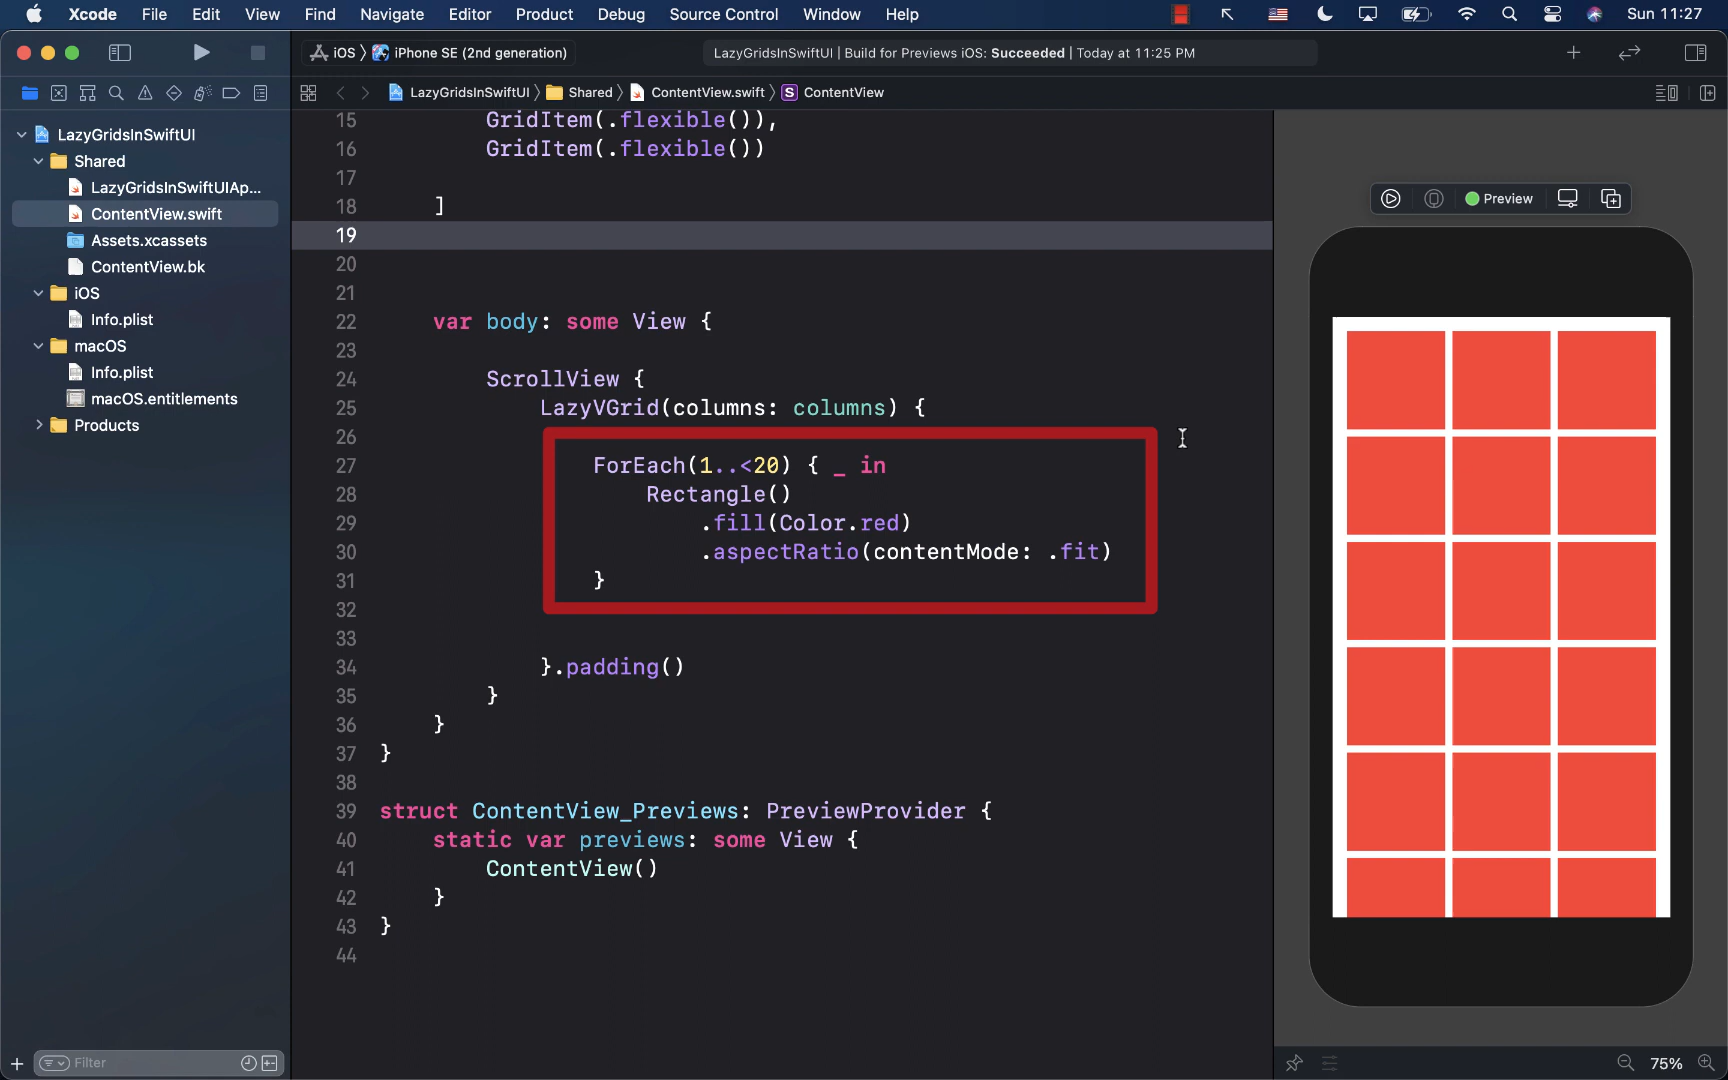 Xcode File Edit View Find Navigate Editor Product Debug Source Control Window Help Sun 11:27
iOS iPhone SE (2nd generation) LazyGridsInSwiftUI | Build for Previews iOS: Succeeded | Today at 11:25 PM
LazyGridsInSwiftUI Shared ContentView.swift S ContentView
LazyGridsInSwiftUI
Shared
LazyGridsInSwiftUIAp...
ContentView.swift
Assets.xcassets
ContentView.bk
iOS
Info.plist
macOS
Info.plist
macOS.entitlements
Products
Filter
15 GridItem(.flexible()),
16 GridItem(.flexible())
17
18 ]
19
20
21
22 var body: some View {
23
24 ScrollView {
25 LazyVGrid(columns: columns) {
26
27 ForEach(1..<20) { _ in
28 Rectangle()
29 .fill(Color.red)
30 .aspectRatio(contentMode: .fit)
31 }
32
33
34 }.padding()
35 }
36 }
37 }
38
39 struct ContentView_Previews: PreviewProvider {
40 static var previews: some View {
41 ContentView()
42 }
43 }
44
Preview
75%